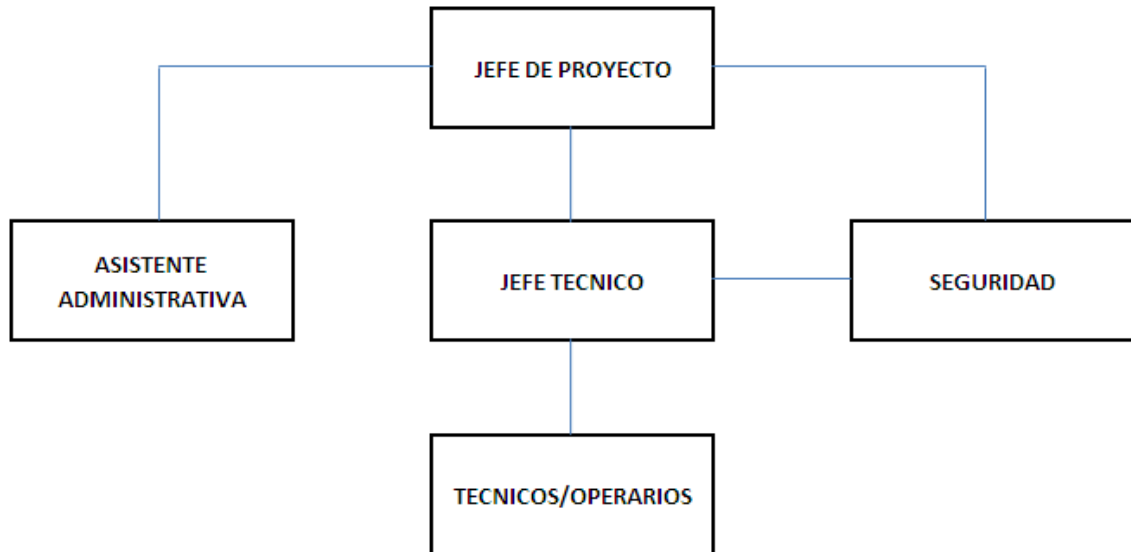 JEFE DE PROYECTO
ASISTENTE
ADMINISTRATIVA
JEFE TECNICO
SEGURIDAD
TECNICOS/OPERARIOS